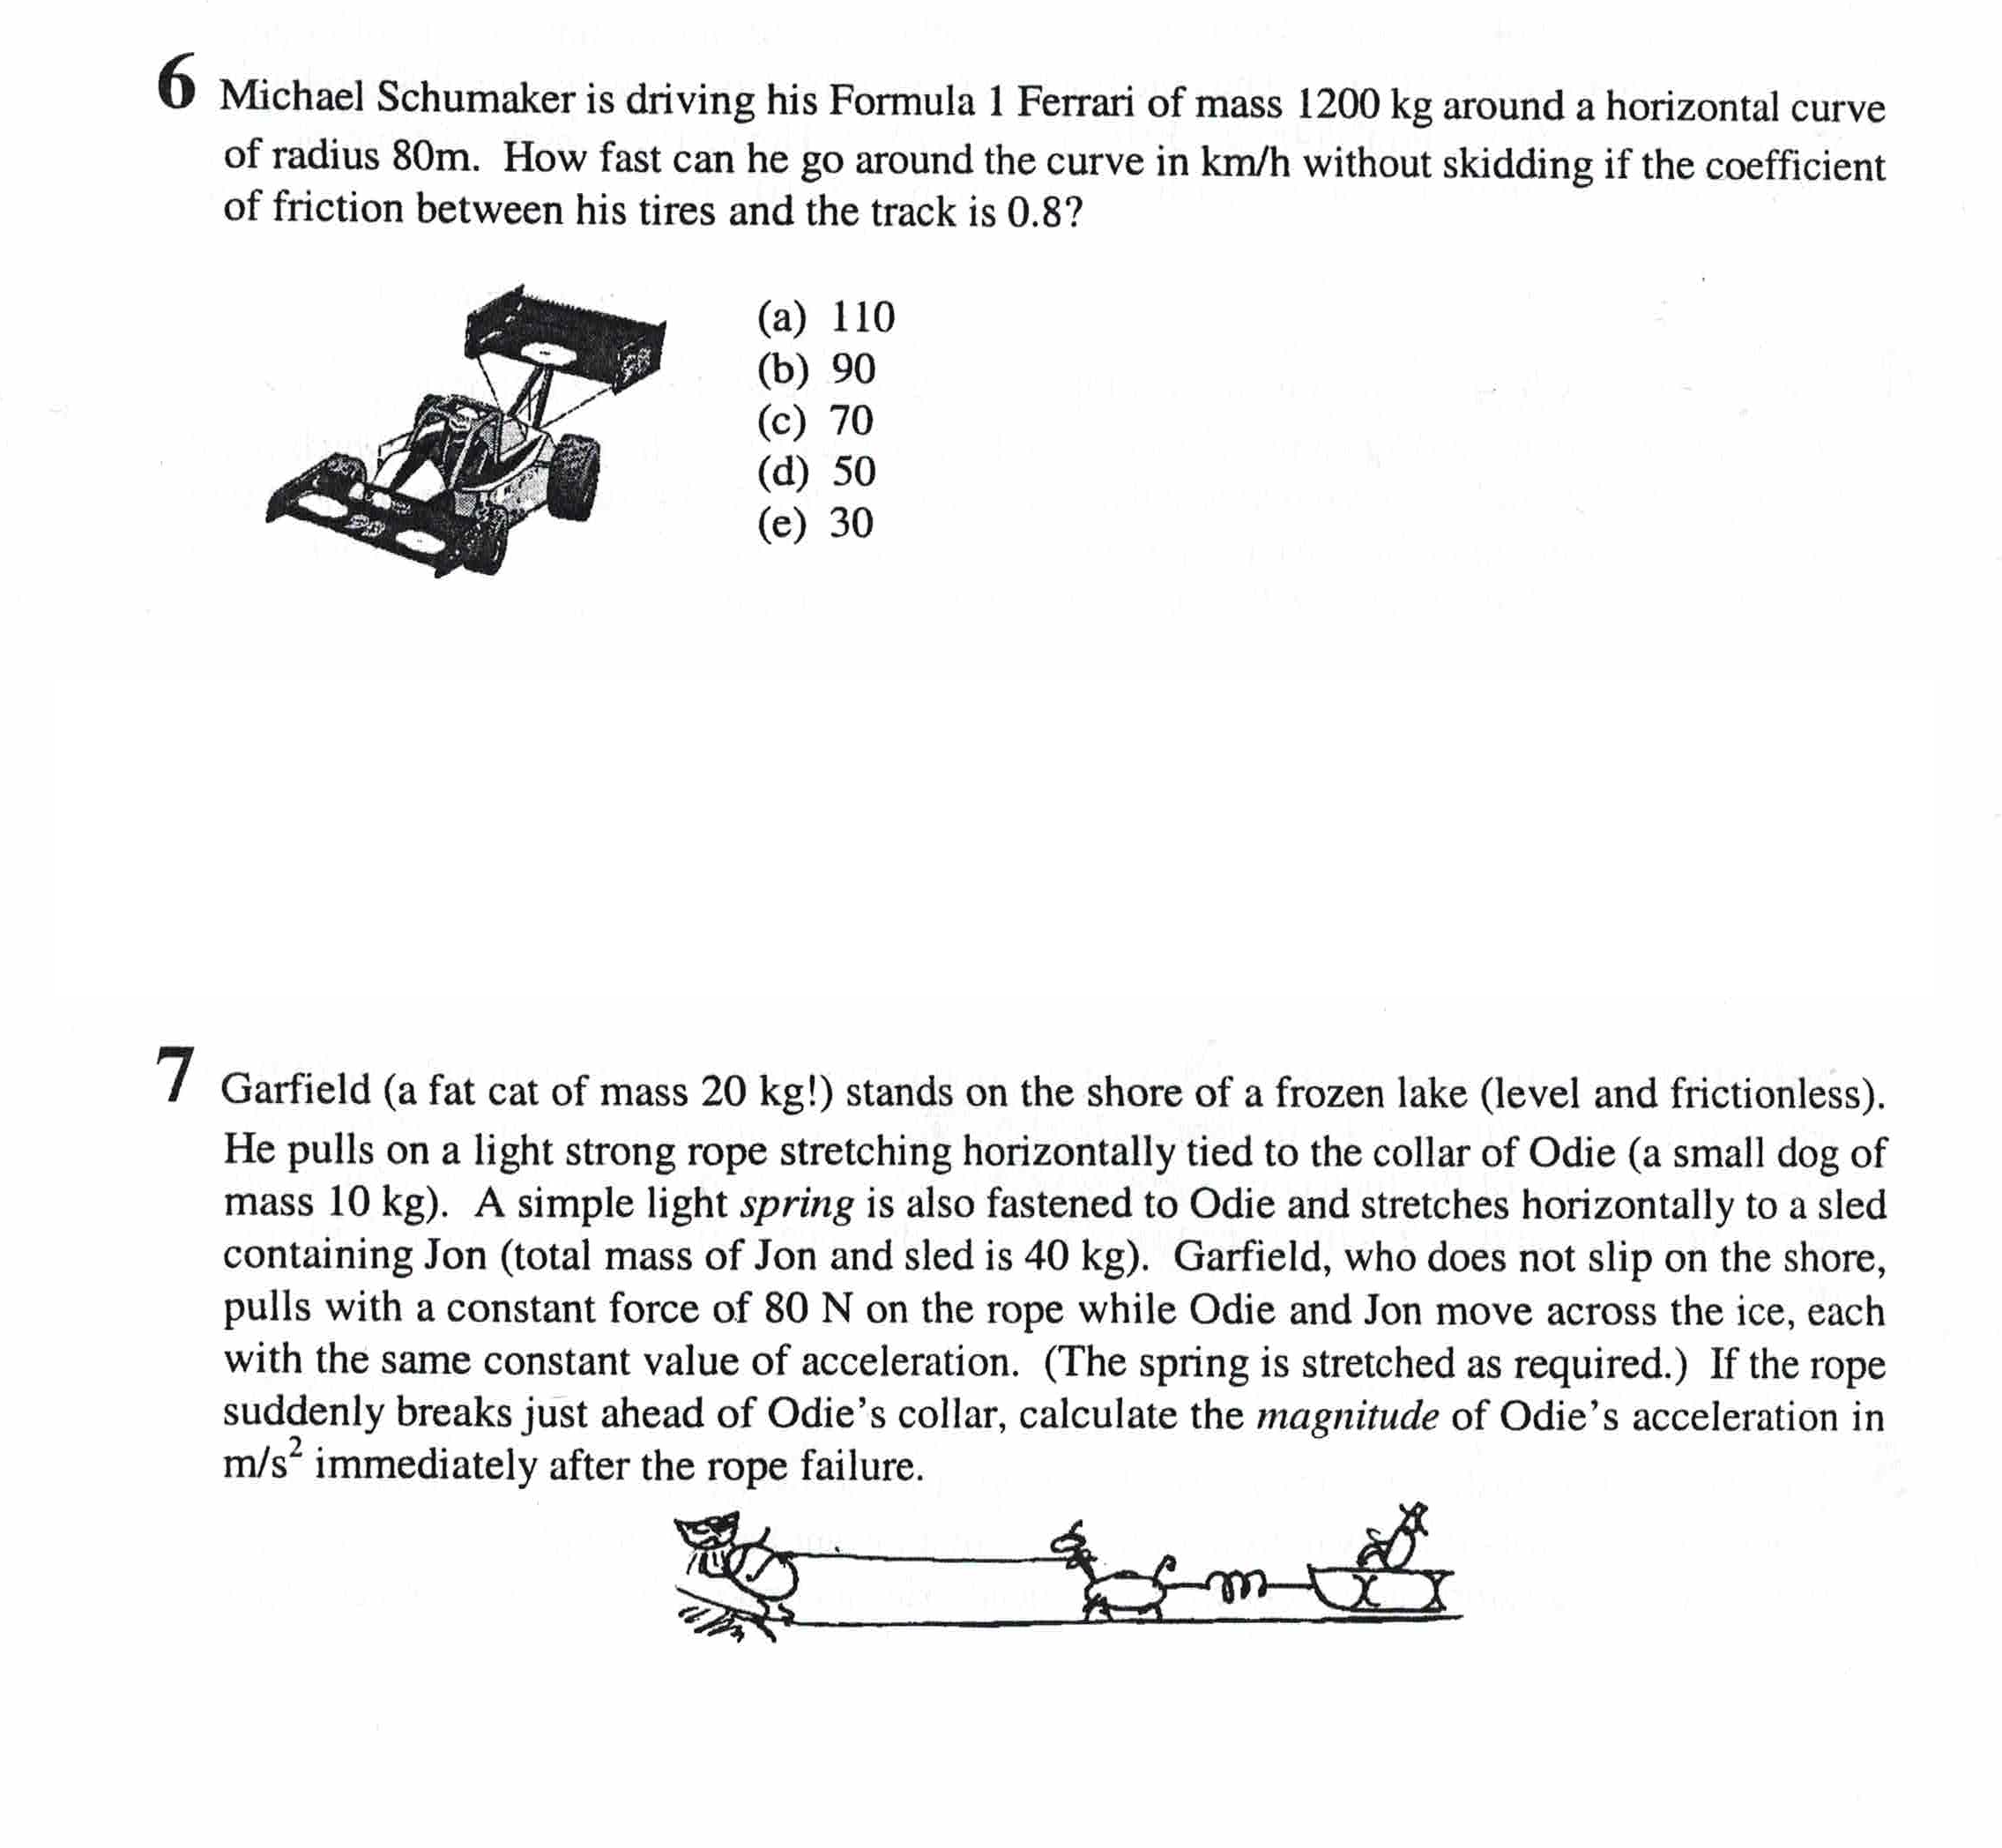 6 Michael Schumaker is driving his Formula 1 Ferrari of mass 1200 kg around a horizontal curve
of radius 80m. How fast can he go around the curve in km/h without skidding if the coefficient
of friction between his tires and the track is 0.8?
(a) 110
(b) 90
(c) 70
(d) 50
(e) 30
7 Garfield (a fat cat of mass 20 kg!) stands on the shore of a frozen lake (level and frictionless).
He pulls on a light strong rope stretching horizontally tied to the collar of Odie (a small dog of
mass 10 kg). A simple light spring is also fastened to Odie and stretches horizontally to a sled
containing Jon (total mass of Jon and sled is 40 kg). Garfield, who does not slip on the shore,
pulls with a constant force of 80 N on the rope while Odie and Jon move across the ice, each
with the same constant value of acceleration. (The spring is stretched as required.) If the rope
suddenly breaks just ahead of Odie's collar, calculate the magnitude of Odie's acceleration in
m/s² immediately after the rope failure.